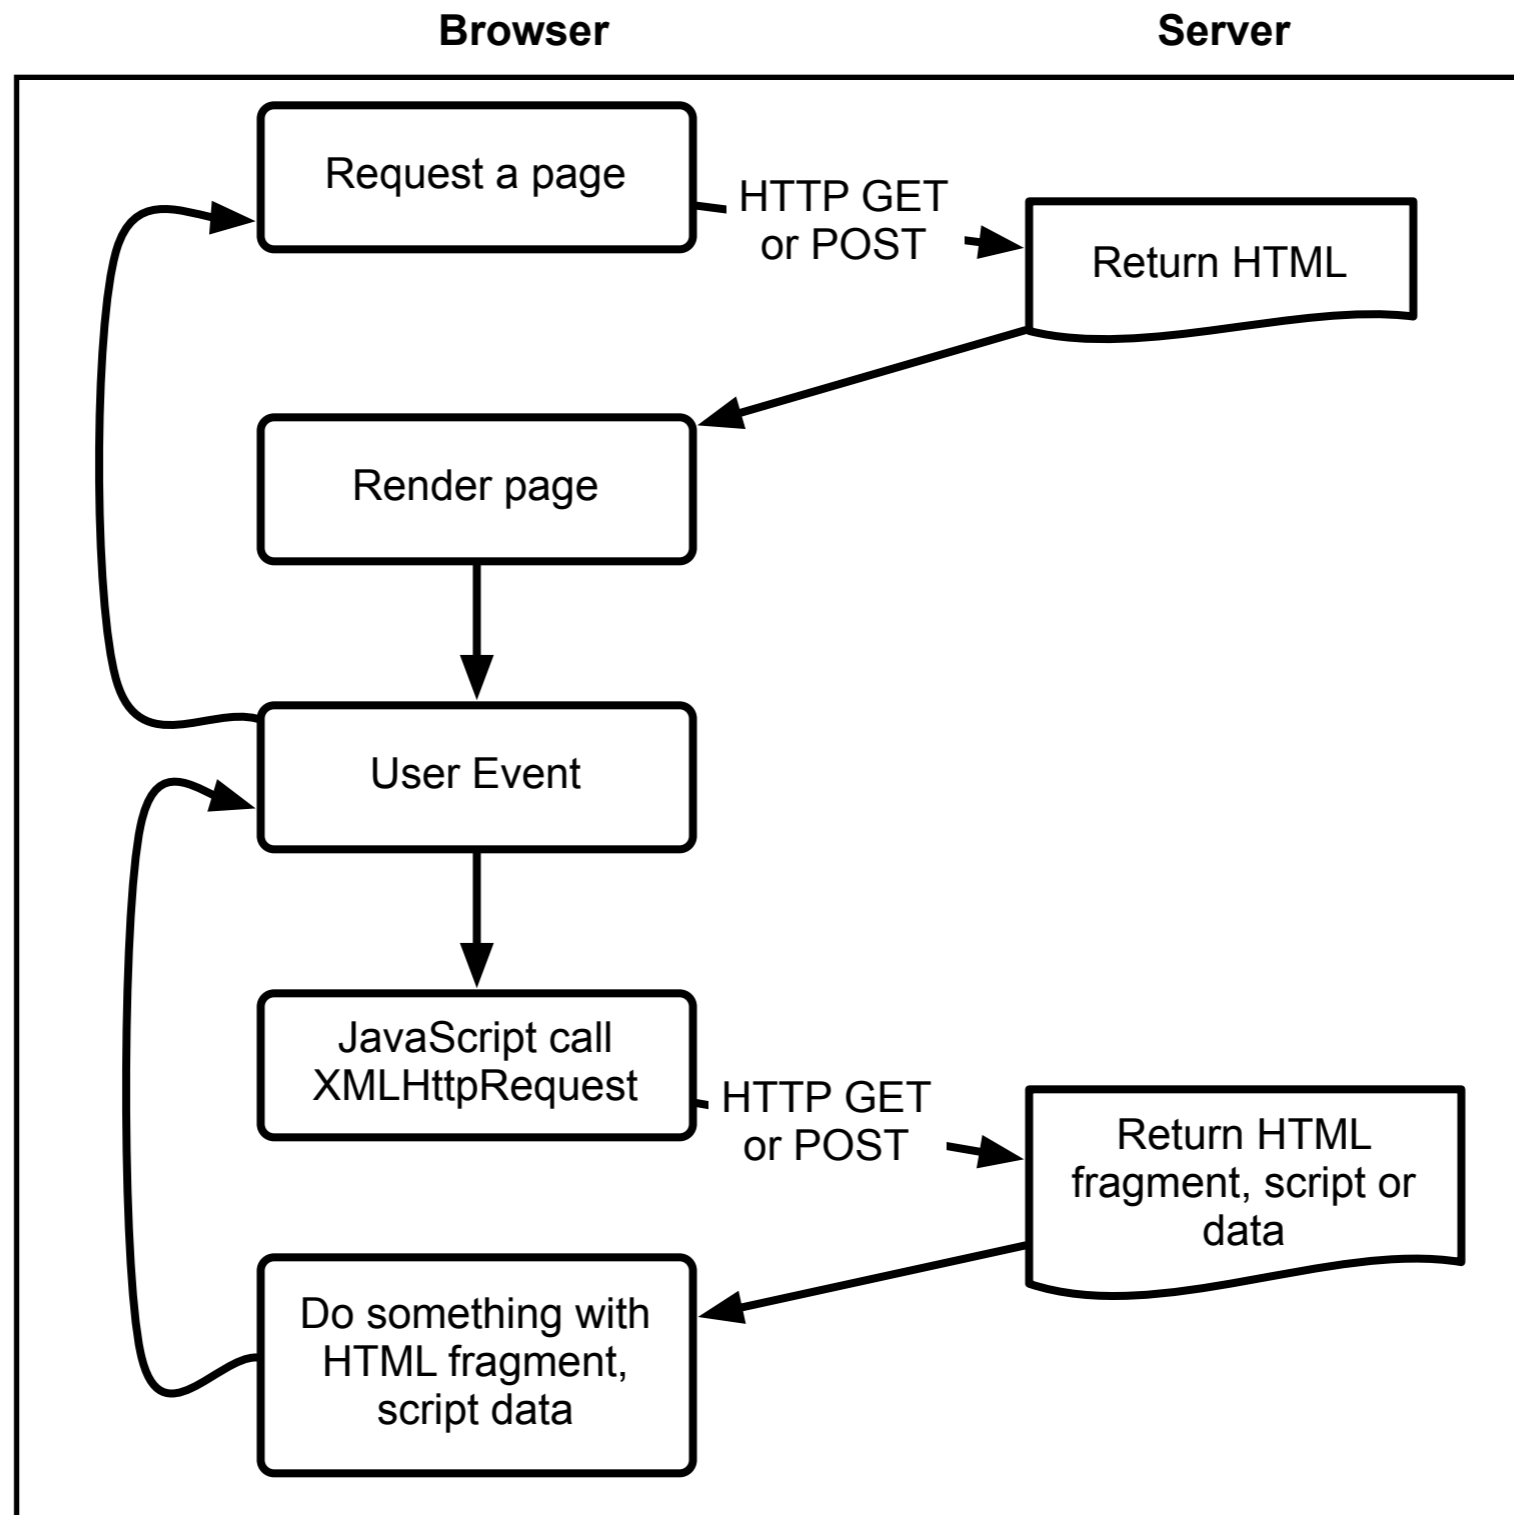 Browser
Server
Request a page
HTTP GET
or POST
Return HTML
Render page
User Event
JavaScript call
XMLHttpRequest
HTTP GET
or POST
Return HTML
fragment, script or
data
Do something with
HTML fragment,
script data